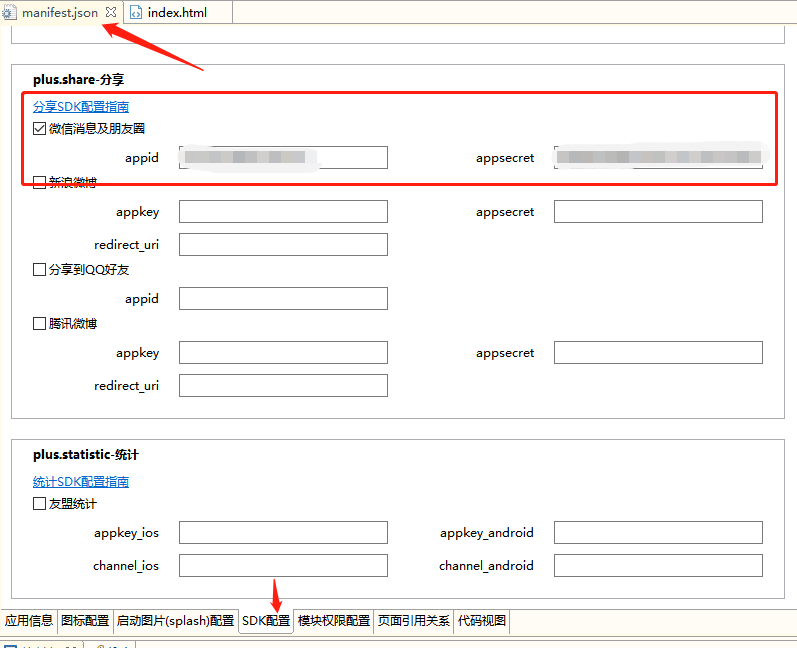 manifest.json index.html
plus.share-分享
分享SDK配置指南
微信消息及朋友圈
appid appsecret
新浪微博
appkey appsecret
redirect_uri
分享到QQ好友
appid
腾讯微博
appkey appsecret
redirect_uri
plus.statistic-统计
统计SDK配置指南
友盟统计
appkey_ios appkey_android
channel_ios channel_android
应用信息 图标配置 启动图片(splash)配置 SDK配置 模块权限配置 页面引用关系 代码视图